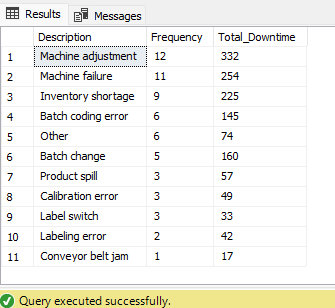 Results Messages
Description Frequency Total_Downtime
1 Machine adjustment 12 332
2 Machine failure 11 254
3 Inventory shortage 9 225
4 Batch coding error 6 145
5 Other 6 74
6 Batch change 5 160
7 Product spill 3 57
8 Calibration error 3 49
9 Label switch 3 33
10 Labeling error 2 42
11 Conveyor belt jam 1 17
Query executed successfully.